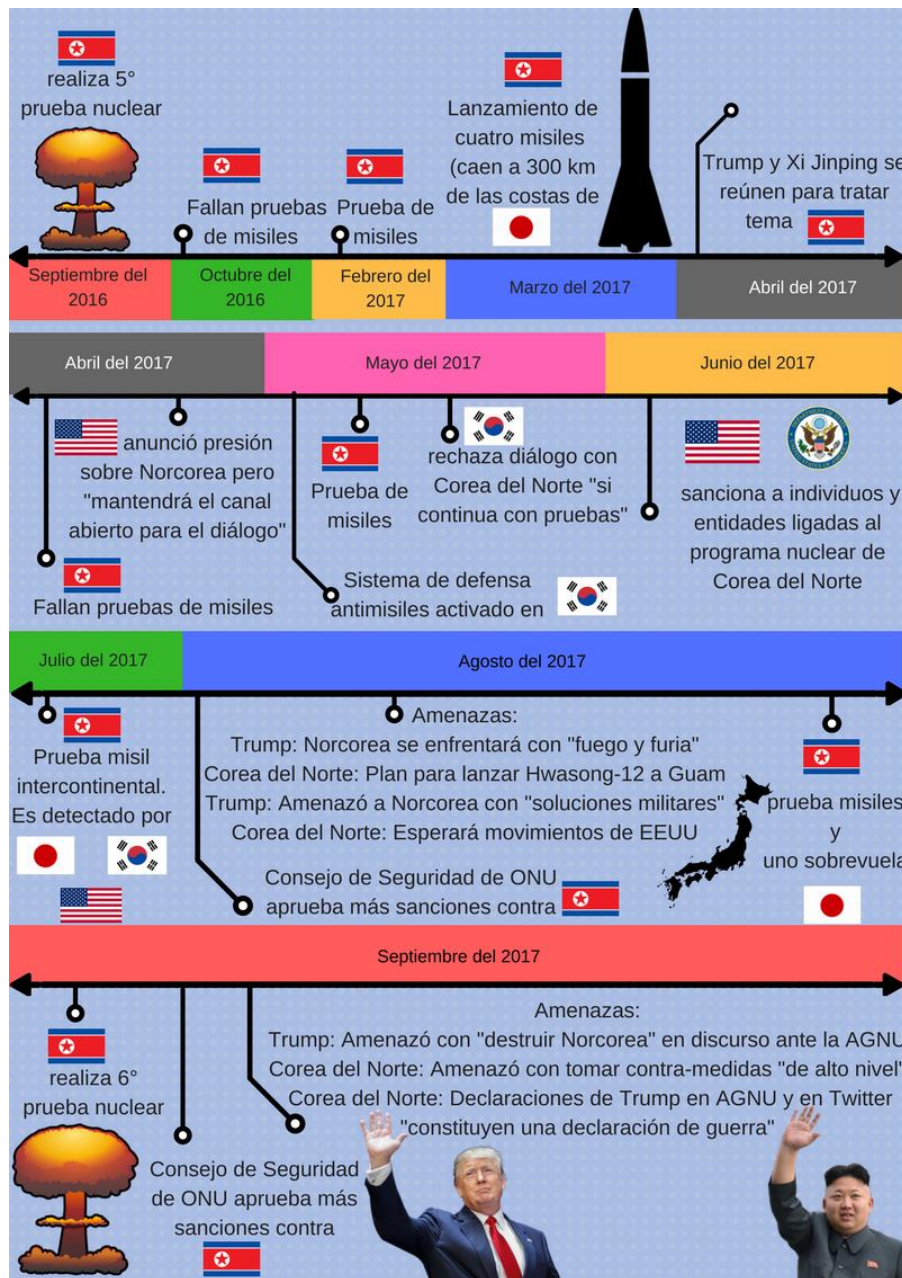 realiza 5°
prueba nuclear
Fallan pruebas
de misiles
Prueba de
misiles
Lanzamiento de
cuatro misiles
(caen a 300 km
de las costas de
Trump y Xi Jinping se
reúnen para tratar
tema
Septiembre del
2016
Octubre del
2016
Febrero del
2017
Marzo del 2017
Abril del 2017
Abril del 2017
Mayo del 2017
Junio del 2017
anunció presión
sobre Norcorea pero
"mantendrá el canal
abierto para el diálogo"
Fallan pruebas de misiles
Prueba de
misiles
rechaza diálogo con
Corea del Norte "si
continua con pruebas"
Sistema de defensa
antimisiles activado en
sanciona a individuos y
entidades ligadas al
programa nuclear de
Corea del Norte
Julio del 2017
Agosto del 2017
Prueba misil
intercontinental.
Es detectado por
Amenazas:
Trump: Norcorea se enfrentará con "fuego y furia"
Corea del Norte: Plan para lanzar Hwasong-12 a Guam
Trump: Amenazó a Norcorea con "soluciones militares"
Corea del Norte: Esperará movimientos de EEUU
Consejo de Seguridad de ONU
aprueba más sanciones contra
prueba misiles
y
uno sobrevuela
Septiembre del 2017
realiza 6°
prueba nuclear
Consejo de Seguridad
de ONU aprueba más
sanciones contra
Amenazas:
Trump: Amenazó con "destruir Norcorea" en discurso ante la AGNU
Corea del Norte: Amenazó con tomar contra-medidas "de alto nivel"
Corea del Norte: Declaraciones de Trump en AGNU y en Twitter
"constituyen una declaración de guerra"